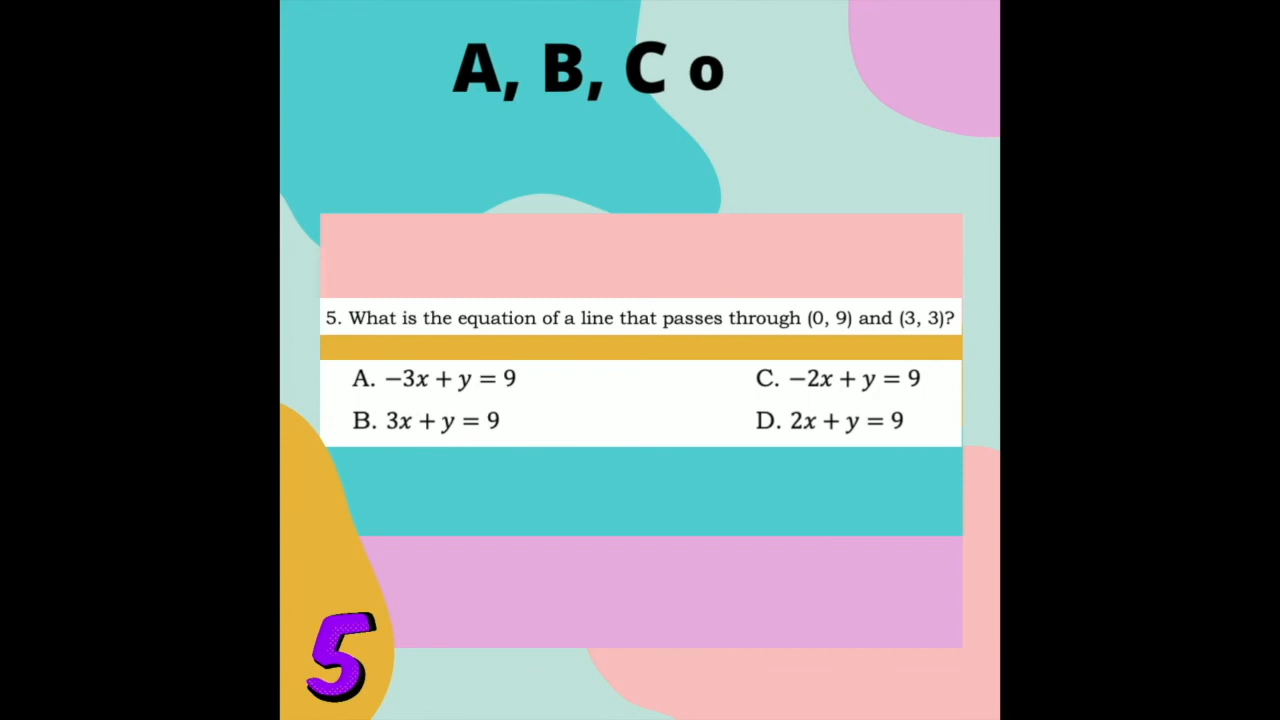 A, B, C o
5. What is the equation of a line that passes through (0, 9) and (3, 3)?
A. −3x + y = 9
C. −2x + y = 9
B. 3x + y = 9
D. 2x + y = 9
5